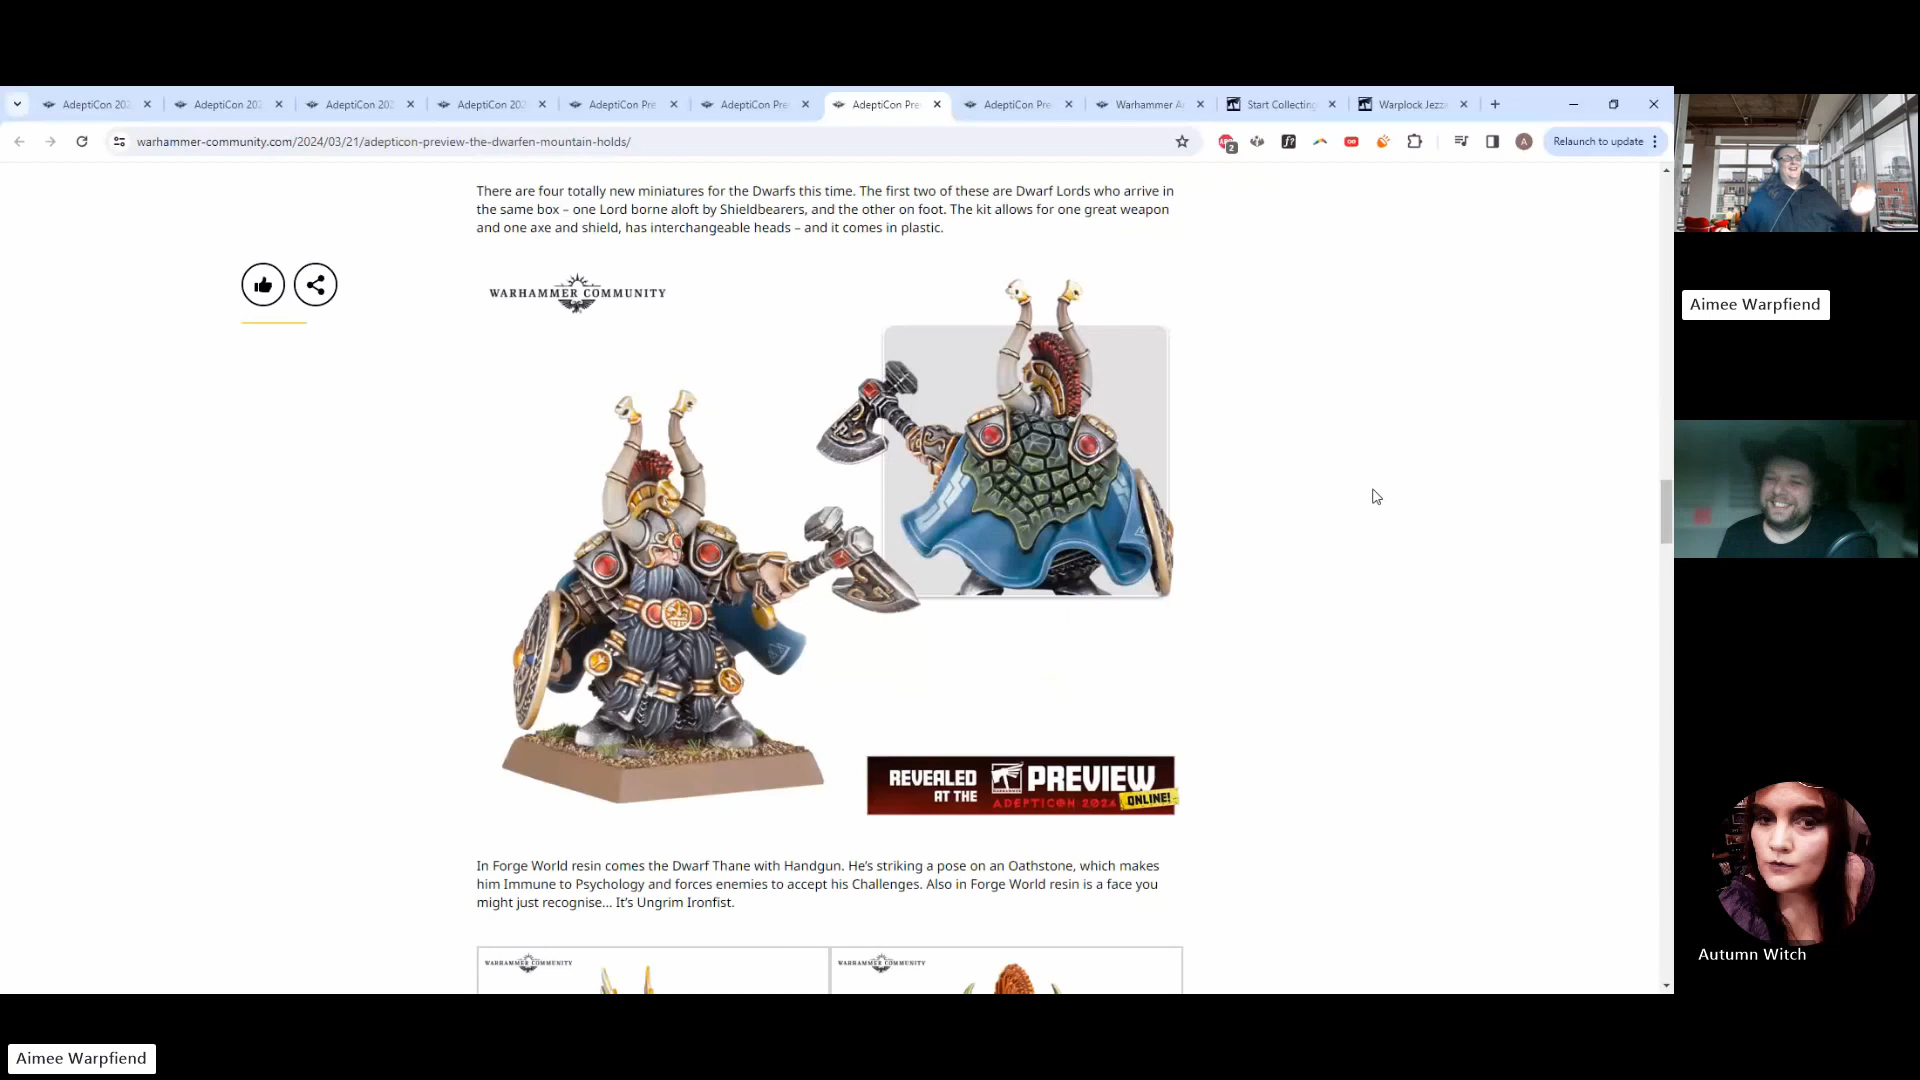 AdeptiCon 202
AdeptiCon 202
AdeptiCon 202
AdeptiCon 202
AdeptiCon Pre
AdeptiCon Pre
AdeptiCon Pre
AdeptiCon Pre
Warhammer A
Start Collecting
Warplock Jezz
warhammer-community.com/2024/03/21/adepticon-preview-the-dwarfen-mountain-holds/
2
f?
A
Relaunch to update
There are four totally new miniatures for the Dwarfs this time. The first two of these are Dwarf Lords who arrive in
the same box – one Lord borne aloft by Shieldbearers, and the other on foot. The kit allows for one great weapon
and one axe and shield, has interchangeable heads – and it comes in plastic.
WARHAMMER COMMUNITY
Aimee Warpfiend
REVEALED
AT THE
PREVIEW
ADEPTICON 2024
ONLINE!
In Forge World resin comes the Dwarf Thane with Handgun. He's striking a pose on an Oathstone, which makes
him Immune to Psychology and forces enemies to accept his Challenges. Also in Forge World resin is a face you
might just recognise... It's Ungrim Ironfist.
WARHAMMER COMMUNITY
WARHAMMER COMMUNITY
Autumn Witch
Aimee Warpfiend